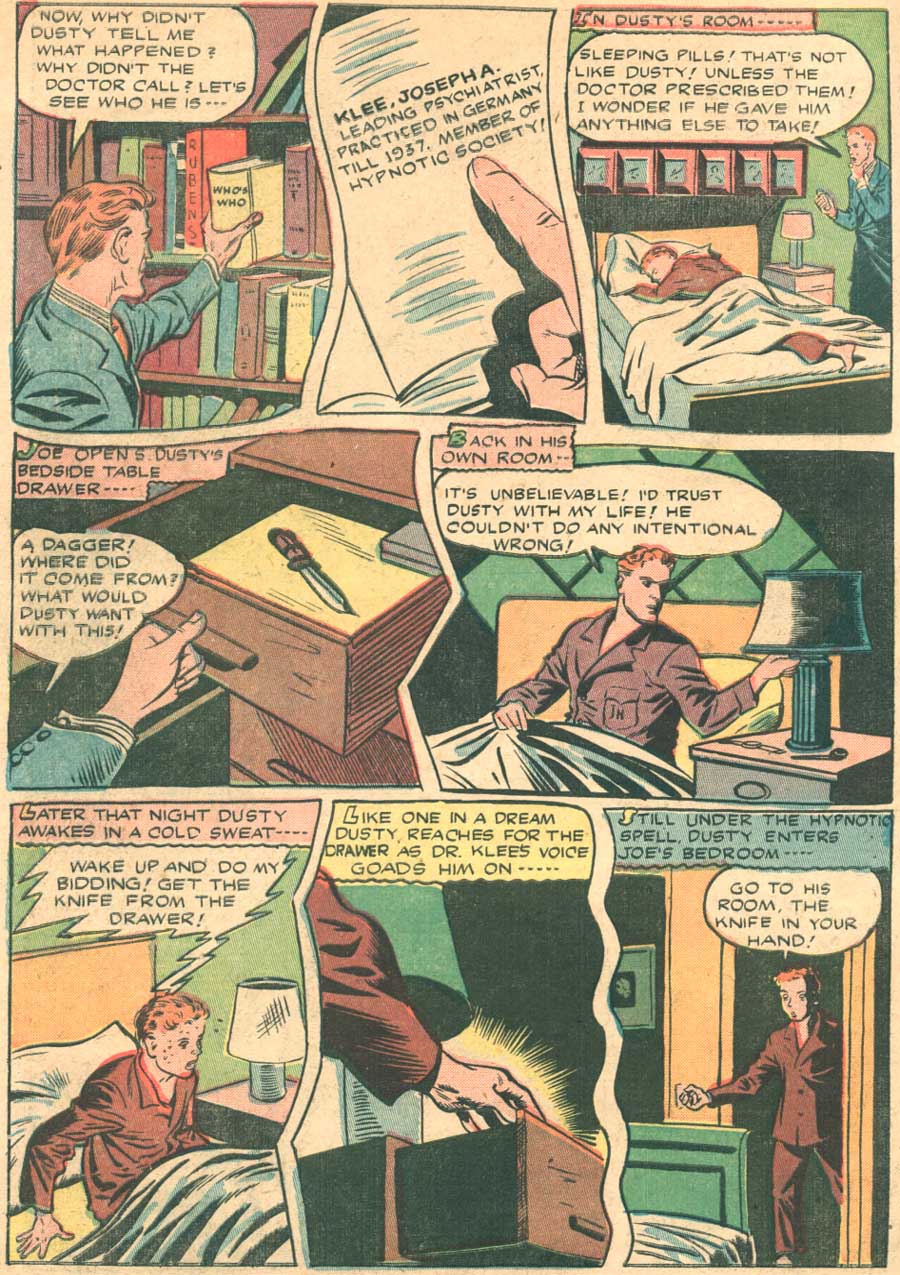 NOW, WHY DIDN'T
DUSTY TELL ME
WHAT HAPPENED?
WHY DIDN'T THE
DOCTOR CALL? LET'S
SEE WHO HE IS---
RUBENS
WHO'S
WHO
KLEE, JOSEPH A.
LEADING PSYCHIATRIST,
PRACTICED IN GERMANY
TILL 1937. MEMBER OF
HYPNOTIC SOCIETY!
IN DUSTY'S ROOM-----
SLEEPING PILLS! THAT'S NOT
LIKE DUSTY! UNLESS THE
DOCTOR PRESCRIBED THEM!
I WONDER IF HE GAVE HIM
ANYTHING ELSE TO TAKE!
JOE OPENS DUSTY'S
BEDSIDE TABLE
DRAWER----
A DAGGER!
WHERE DID
IT COME FROM?
WHAT WOULD
DUSTY WANT
WITH THIS!
BACK IN HIS
OWN ROOM---
IT'S UNBELIEVABLE! I'D TRUST
DUSTY WITH MY LIFE! HE
COULDN'T DO ANY INTENTIONAL
WRONG!
JH
LATER THAT NIGHT DUSTY
AWAKES IN A COLD SWEAT----
WAKE UP AND DO MY
BIDDING! GET THE
KNIFE FROM THE
DRAWER!
LIKE ONE IN A DREAM
DUSTY, REACHES FOR THE
DRAWER AS DR. KLEE'S VOICE
GOADS HIM ON-----
STILL UNDER THE HYPNOTIC
SPELL, DUSTY ENTERS
JOE'S BEDROOM----
GO TO HIS
ROOM, THE
KNIFE IN YOUR
HAND!